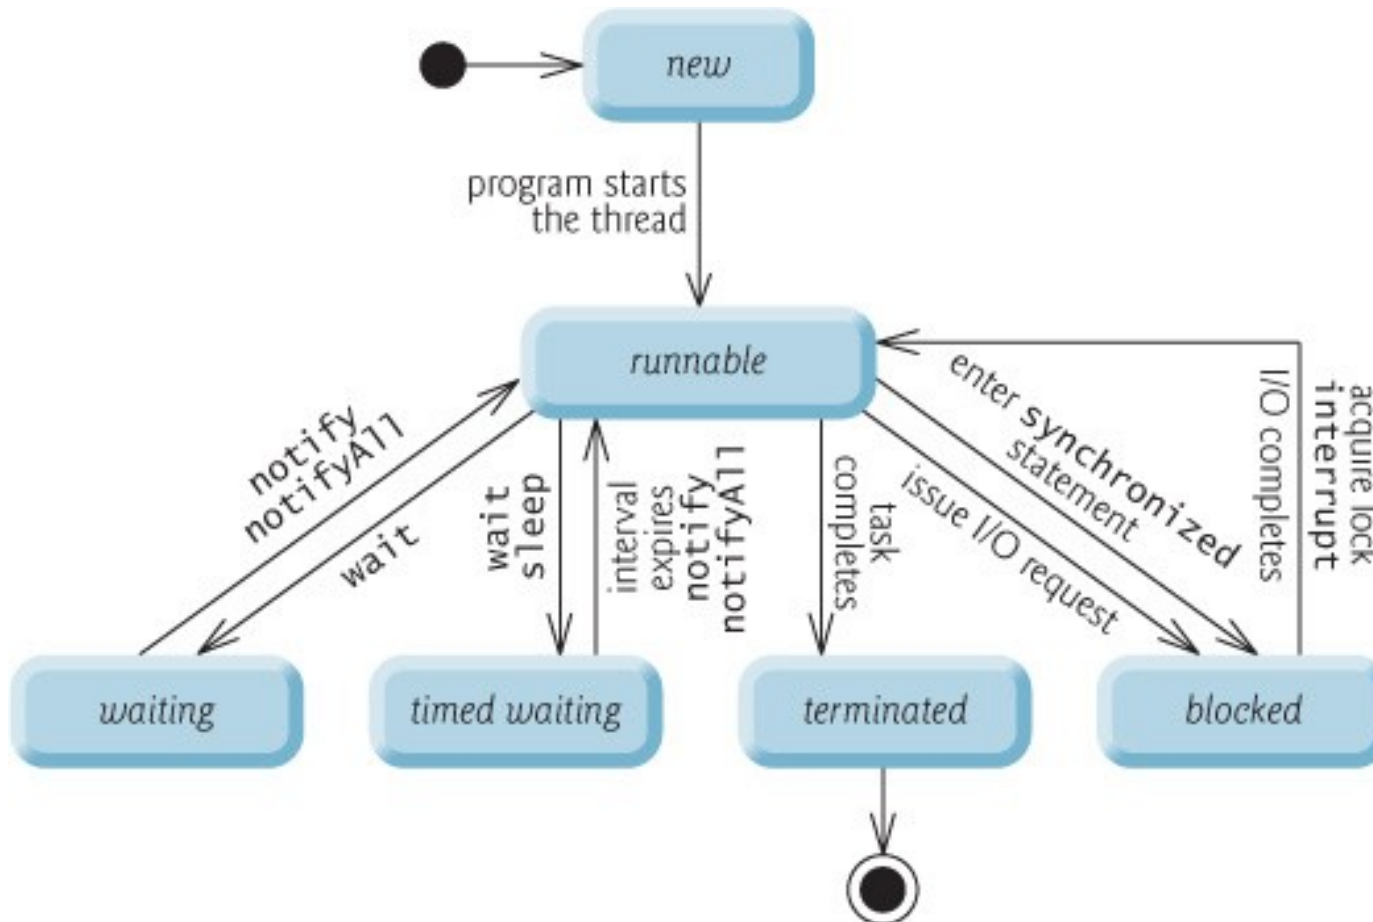 new
program starts
the thread
runnable
notify
notifyAll
wait
wait
sleep
interval
expires
notify
notifyAll
task
completes
enter synchronized
statement
issue I/O request
I/O completes
interrupt
acquire lock
waiting
timed waiting
terminated
blocked